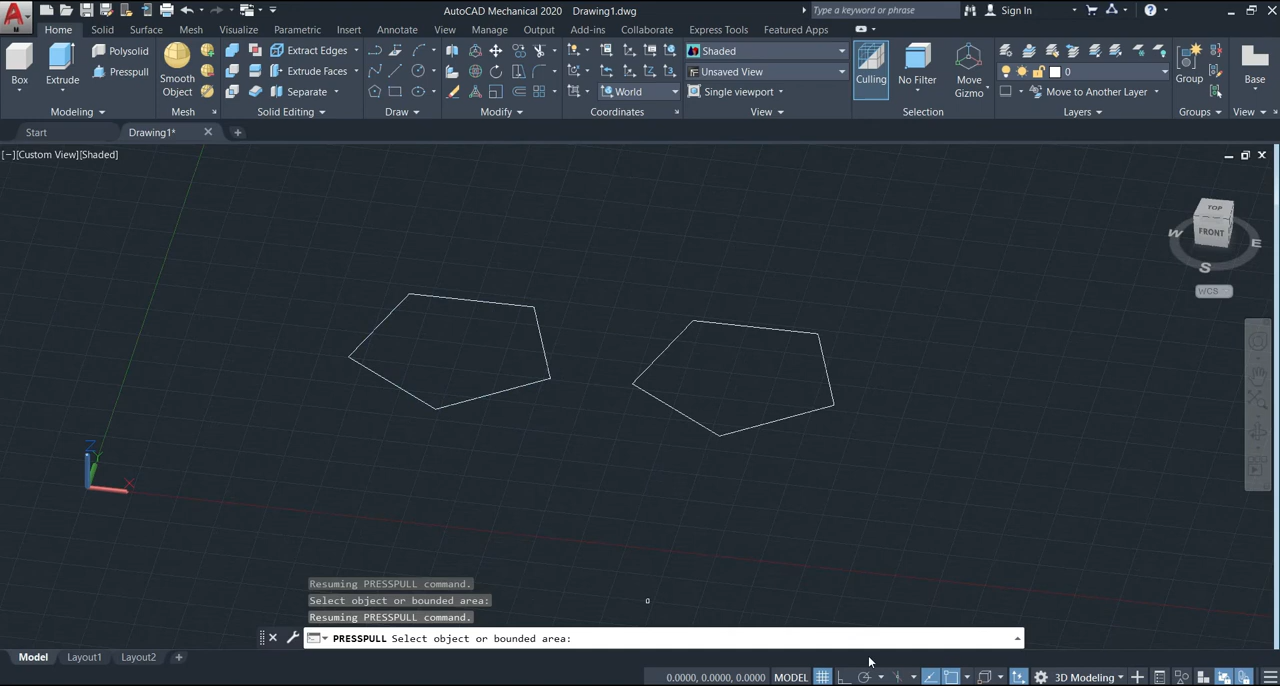 AutoCAD Mechanical 2020 Drawing1.dwg
Type a keyword or phrase
Sign In
Home Solid Surface Mesh Visualize Parametric Insert Annotate View Manage Output Add-ins Collaborate Express Tools Featured Apps
Box
Extrude
Polysolid
Presspull
Smooth
Object
Extract Edges
Extract Faces
Separate
World
Shaded
Unsaved View
Single viewport
Culling
No Filter
Move
Gizmo
0
Move to Another Layer
Group
Base
Modeling Mesh Solid Editing Draw Modify Coordinates View Selection Layers Groups View
Start Drawing1*
[−][Custom View][Shaded]
TOP
FRONT
W
E
S
WCS
Z
Y
X
Resuming PRESSPULL command.
Select object or bounded area:
Resuming PRESSPULL command.
PRESSPULL Select object or bounded area:
Model Layout1 Layout2
0.0000, 0.0000, 0.0000 MODEL 3D Modeling